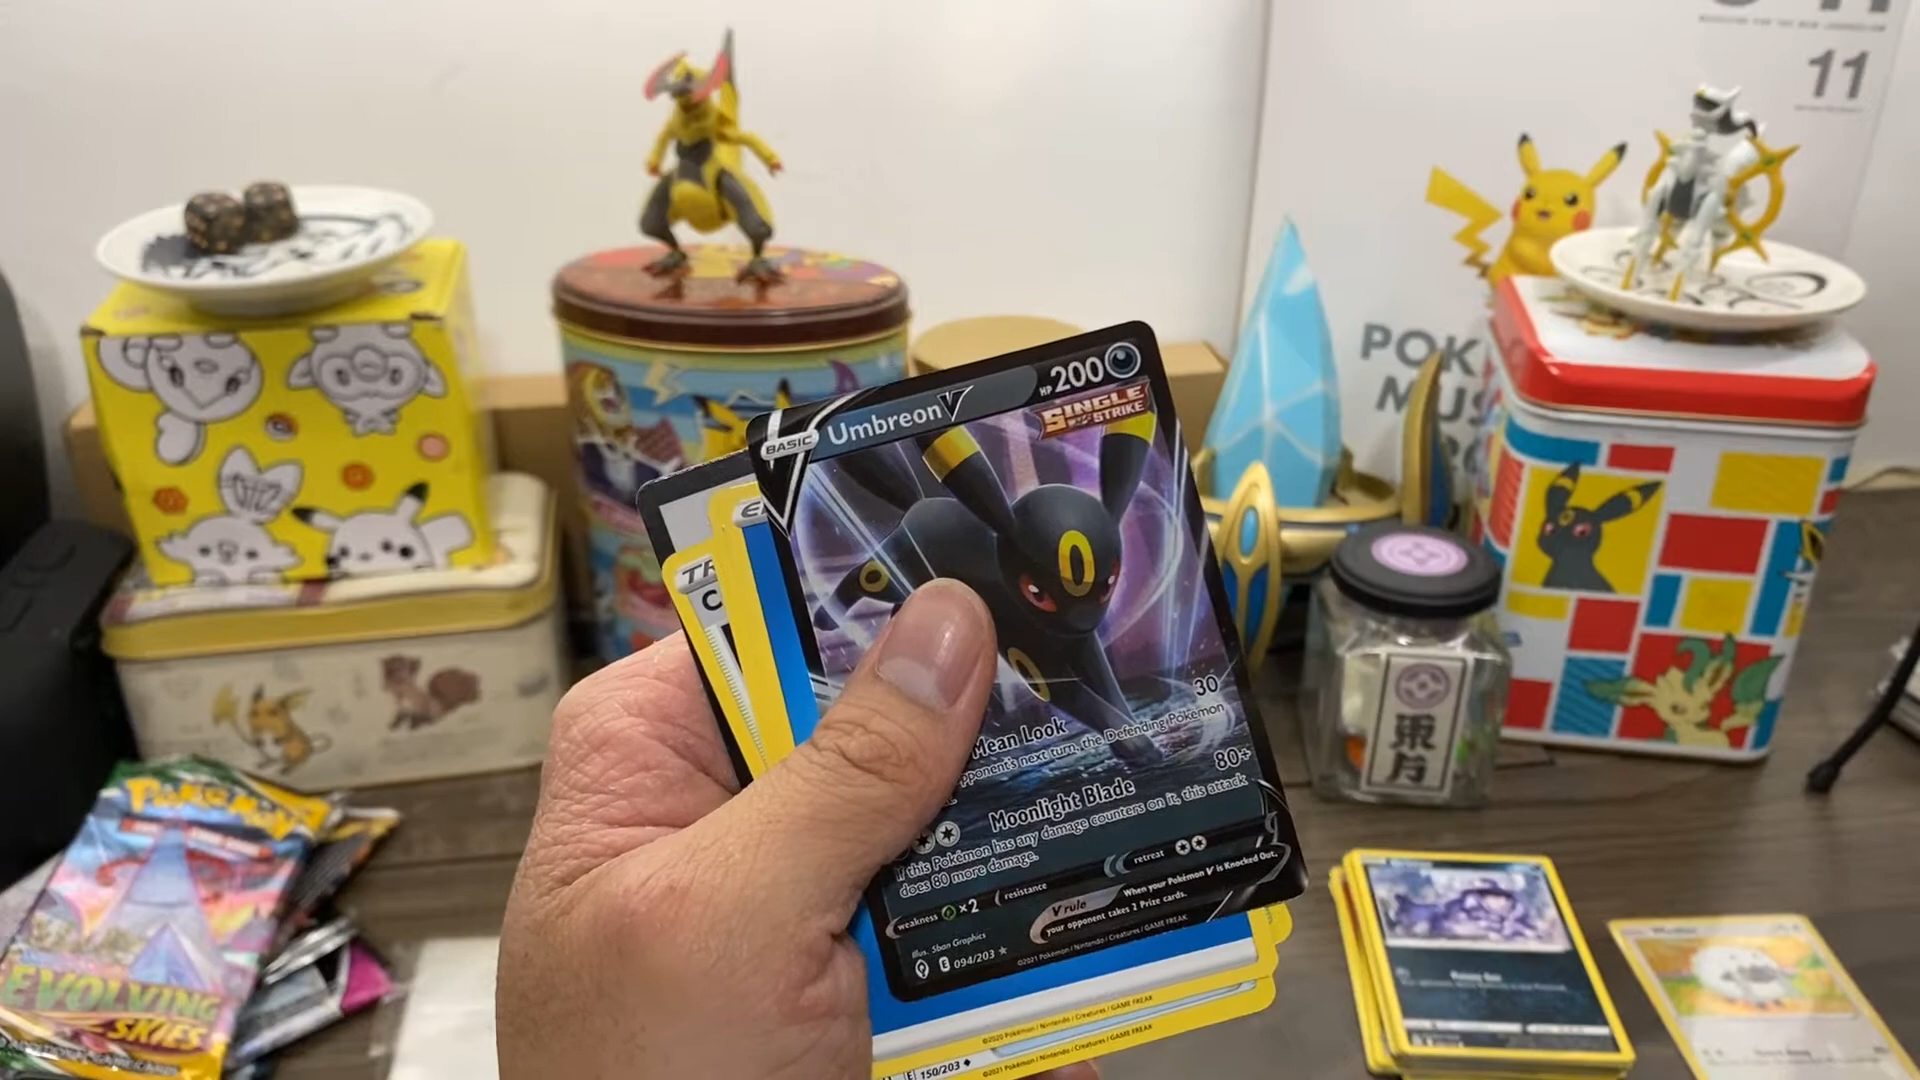 11
POK
MUS
BASIC
Umbreon V
HP 200
SINGLE
STRIKE
TR
C
E
Mean Look
30
opponent's next turn, the Defending Pokémon
Moonlight Blade
80+
If this Pokémon has any damage counters on it, this attack
does 80 more damage.
weakness ×2
resistance
retreat
V rule
When your Pokémon V is Knocked Out,
your opponent takes 2 Prize cards.
Illus. 5ban Graphics
E 094/203
©2021 Pokémon / Nintendo / Creatures / GAME FREAK
©2020 Pokémon / Nintendo / Creatures / GAME FREAK
E 150/203
©2021 Pokémon / Nintendo / Creatures / GAME FREAK
POKÉMON
EVOLVING
SKIES